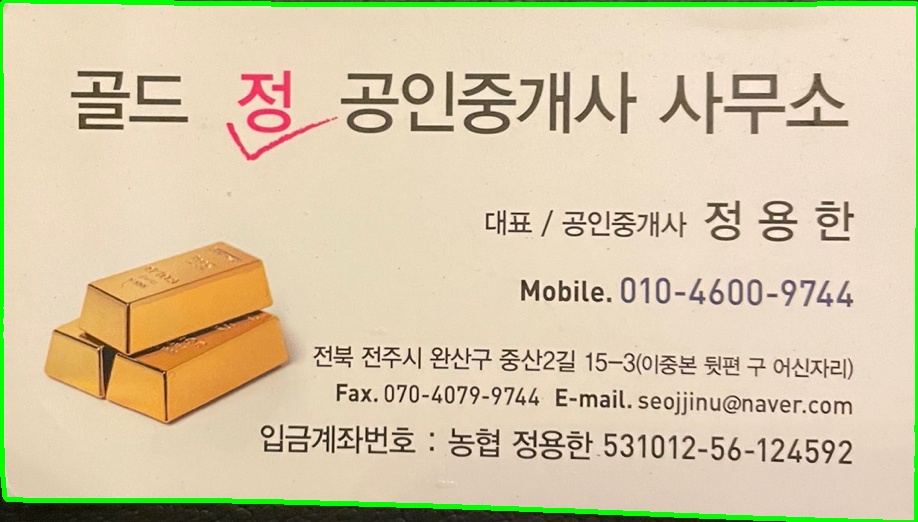 골드 정 공인중개사 사무소
대표 / 공인중개사 정 용 한
Mobile. 010-4600-9744
전북 전주시 완산구 중산2길 15-3(이중본 뒷편 구 어신자리)
Fax. 070-4079-9744 E-mail. seojjinu@naver.com
입금계좌번호 : 농협 정용한 531012-56-124592